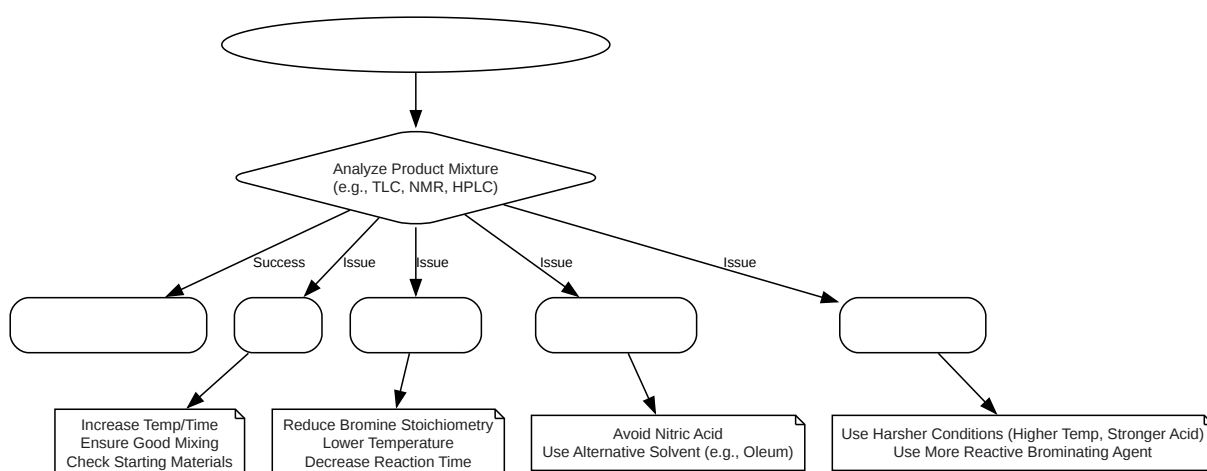 Analyze Product Mixture
(e.g., TLC, NMR, HPLC)
Success
Issue
Issue
Issue
Issue
Increase Temp/Time
Ensure Good Mixing
Check Starting Materials
Reduce Bromine Stoichiometry
Lower Temperature
Decrease Reaction Time
Avoid Nitric Acid
Use Alternative Solvent (e.g., Oleum)
Use Harsher Conditions (Higher Temp, Stronger Acid)
Use More Reactive Brominating Agent